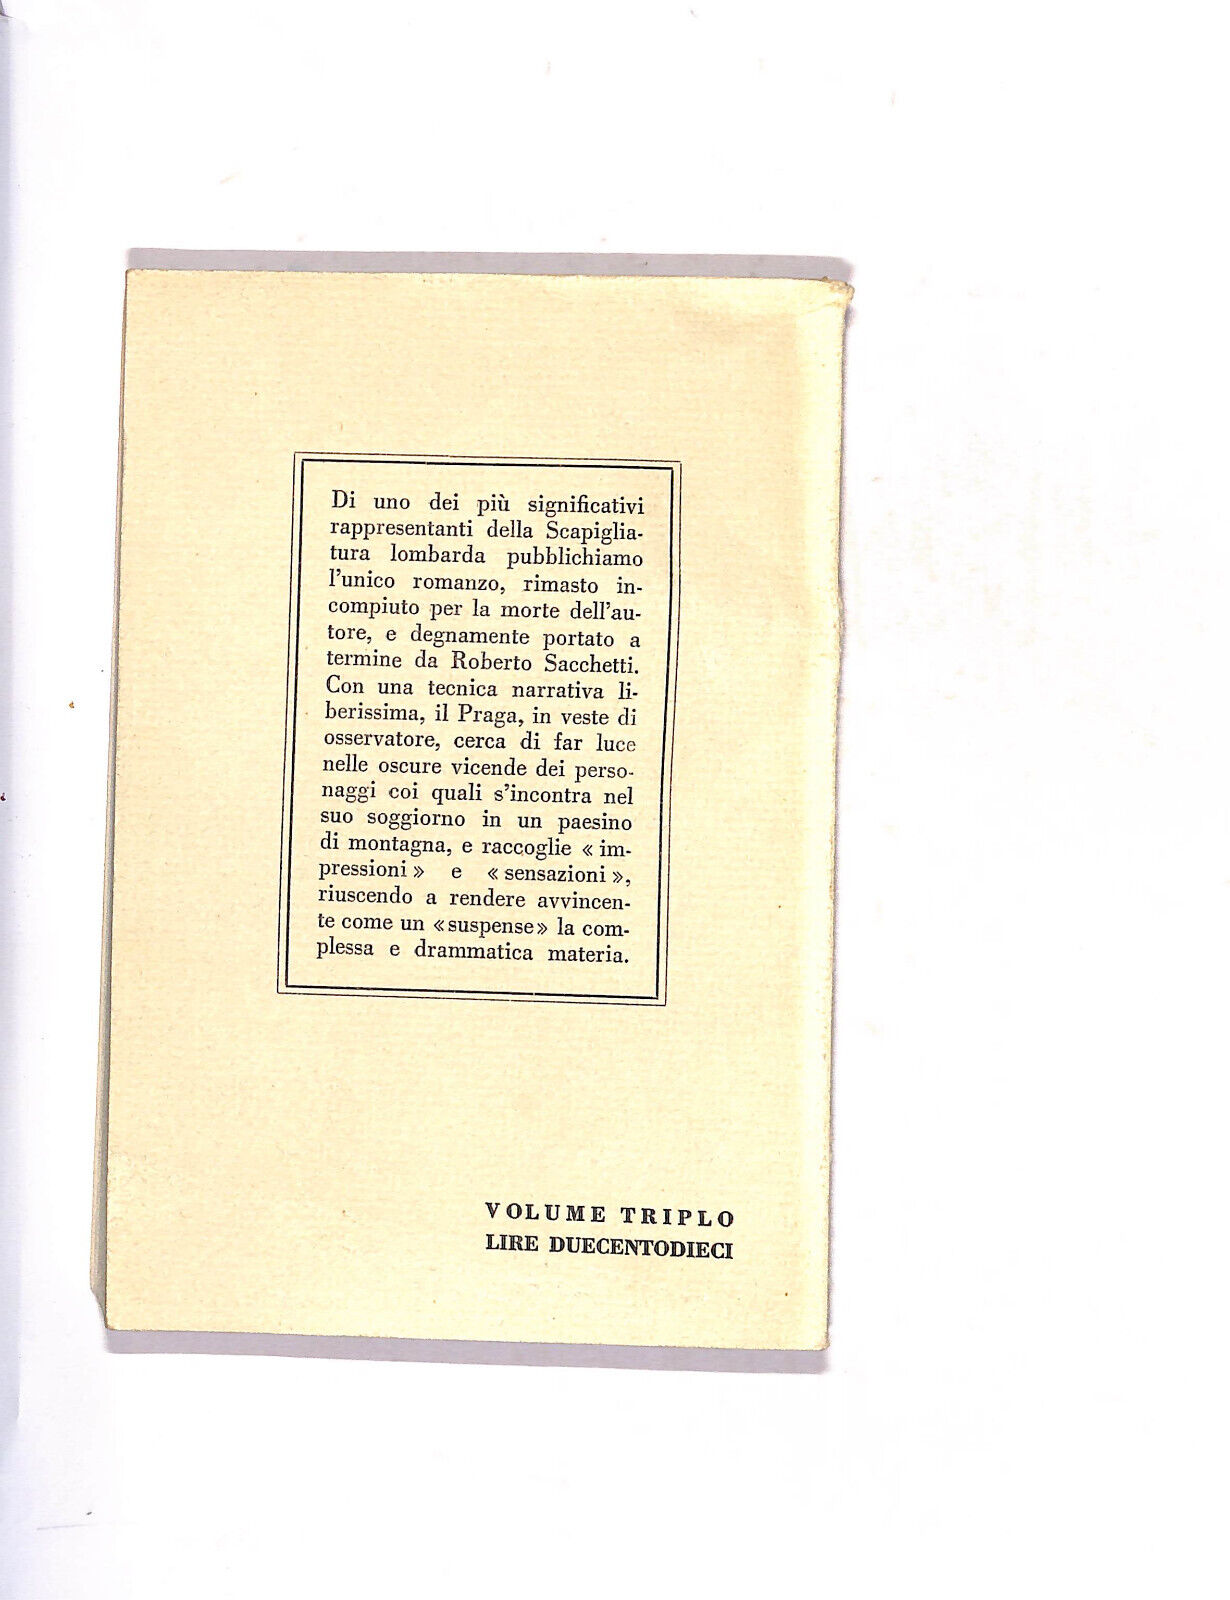 Di uno dei più significativi
rappresentanti della Scapiglia-
tura lombarda pubblichiamo
l'unico romanzo, rimasto in-
compiuto per la morte dell'au-
tore, e degnamente portato a
termine da Roberto Sacchetti.
Con una tecnica narrativa li-
berissima, il Praga, in veste di
osservatore, cerca di far luce
nelle oscure vicende dei perso-
naggi coi quali s'incontra nel
suo soggiorno in un paesino
di montagna, e raccoglie « im-
pressioni » e « sensazioni »,
riuscendo a rendere avvincen-
te come un « suspense » la com-
plessa e drammatica materia.
VOLUME TRIPLO
LIRE DUECENTODIECI